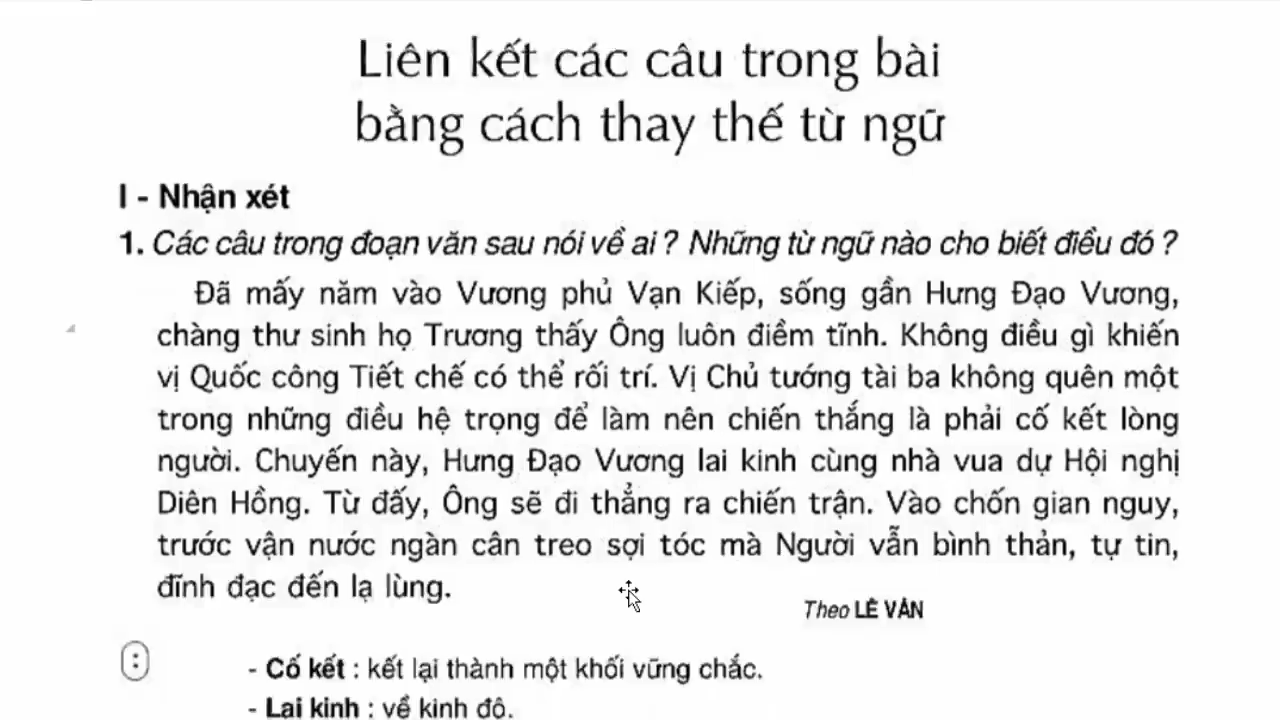 Liên kết các câu trong bài
bằng cách thay thế từ ngữ
I - Nhận xét
1. Các câu trong đoạn văn sau nói về ai ? Những từ ngữ nào cho biết điều đó ?
Đã mấy năm vào Vương phủ Vạn Kiếp, sống gần Hưng Đạo Vương,
chàng thư sinh họ Trương thấy Ông luôn điềm tĩnh. Không điều gì khiến
vị Quốc công Tiết chế có thể rối trí. Vị Chủ tướng tài ba không quên một
trong những điều hệ trọng để làm nên chiến thắng là phải cố kết lòng
người. Chuyến này, Hưng Đạo Vương lai kinh cùng nhà vua dự Hội nghị
Diên Hồng. Từ đấy, Ông sẽ đi thẳng ra chiến trận. Vào chốn gian nguy,
trước vận nước ngàn cân treo sợi tóc mà Người vẫn bình thản, tự tin,
đĩnh đạc đến lạ lùng.
Theo LÊ VÂN
- Cố kết : kết lại thành một khối vững chắc.
- Lai kinh : về kinh đô.